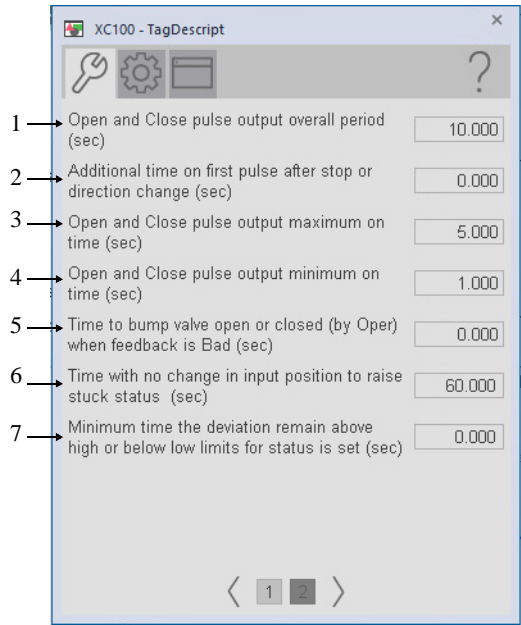 XC100 - TagDescript
×
?
1
Open and Close pulse output overall period
(sec)
10.000
2
Additional time on first pulse after stop or
direction change (sec)
0.000
3
Open and Close pulse output maximum on
time (sec)
5.000
4
Open and Close pulse output minimum on
time (sec)
1.000
5
Time to bump valve open or closed (by Oper)
when feedback is Bad (sec)
0.000
6
Time with no change in input position to raise
stuck status (sec)
60.000
7
Minimum time the deviation remain above
high or below low limits for status is set (sec)
0.000
1 2